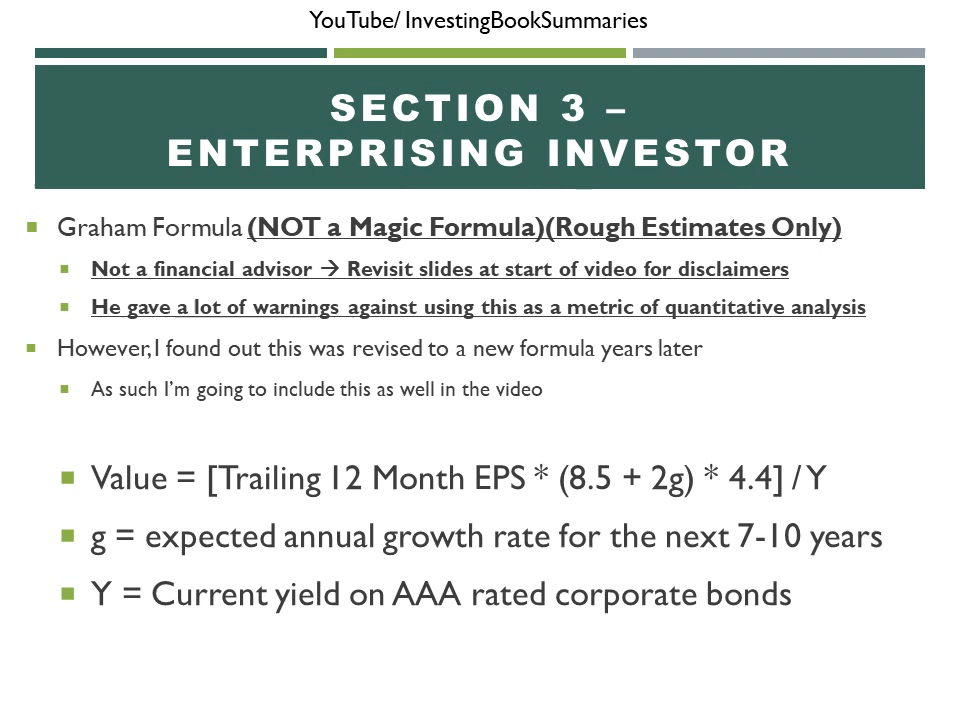 YouTube/ InvestingBookSummaries
SECTION 3 –
ENTERPRISING INVESTOR
Graham Formula (NOT a Magic Formula)(Rough Estimates Only)
Not a financial advisor → Revisit slides at start of video for disclaimers
He gave a lot of warnings against using this as a metric of quantitative analysis
However, I found out this was revised to a new formula years later
As such I'm going to include this as well in the video
Value = [Trailing 12 Month EPS * (8.5 + 2g) * 4.4] / Y
g = expected annual growth rate for the next 7-10 years
Y = Current yield on AAA rated corporate bonds